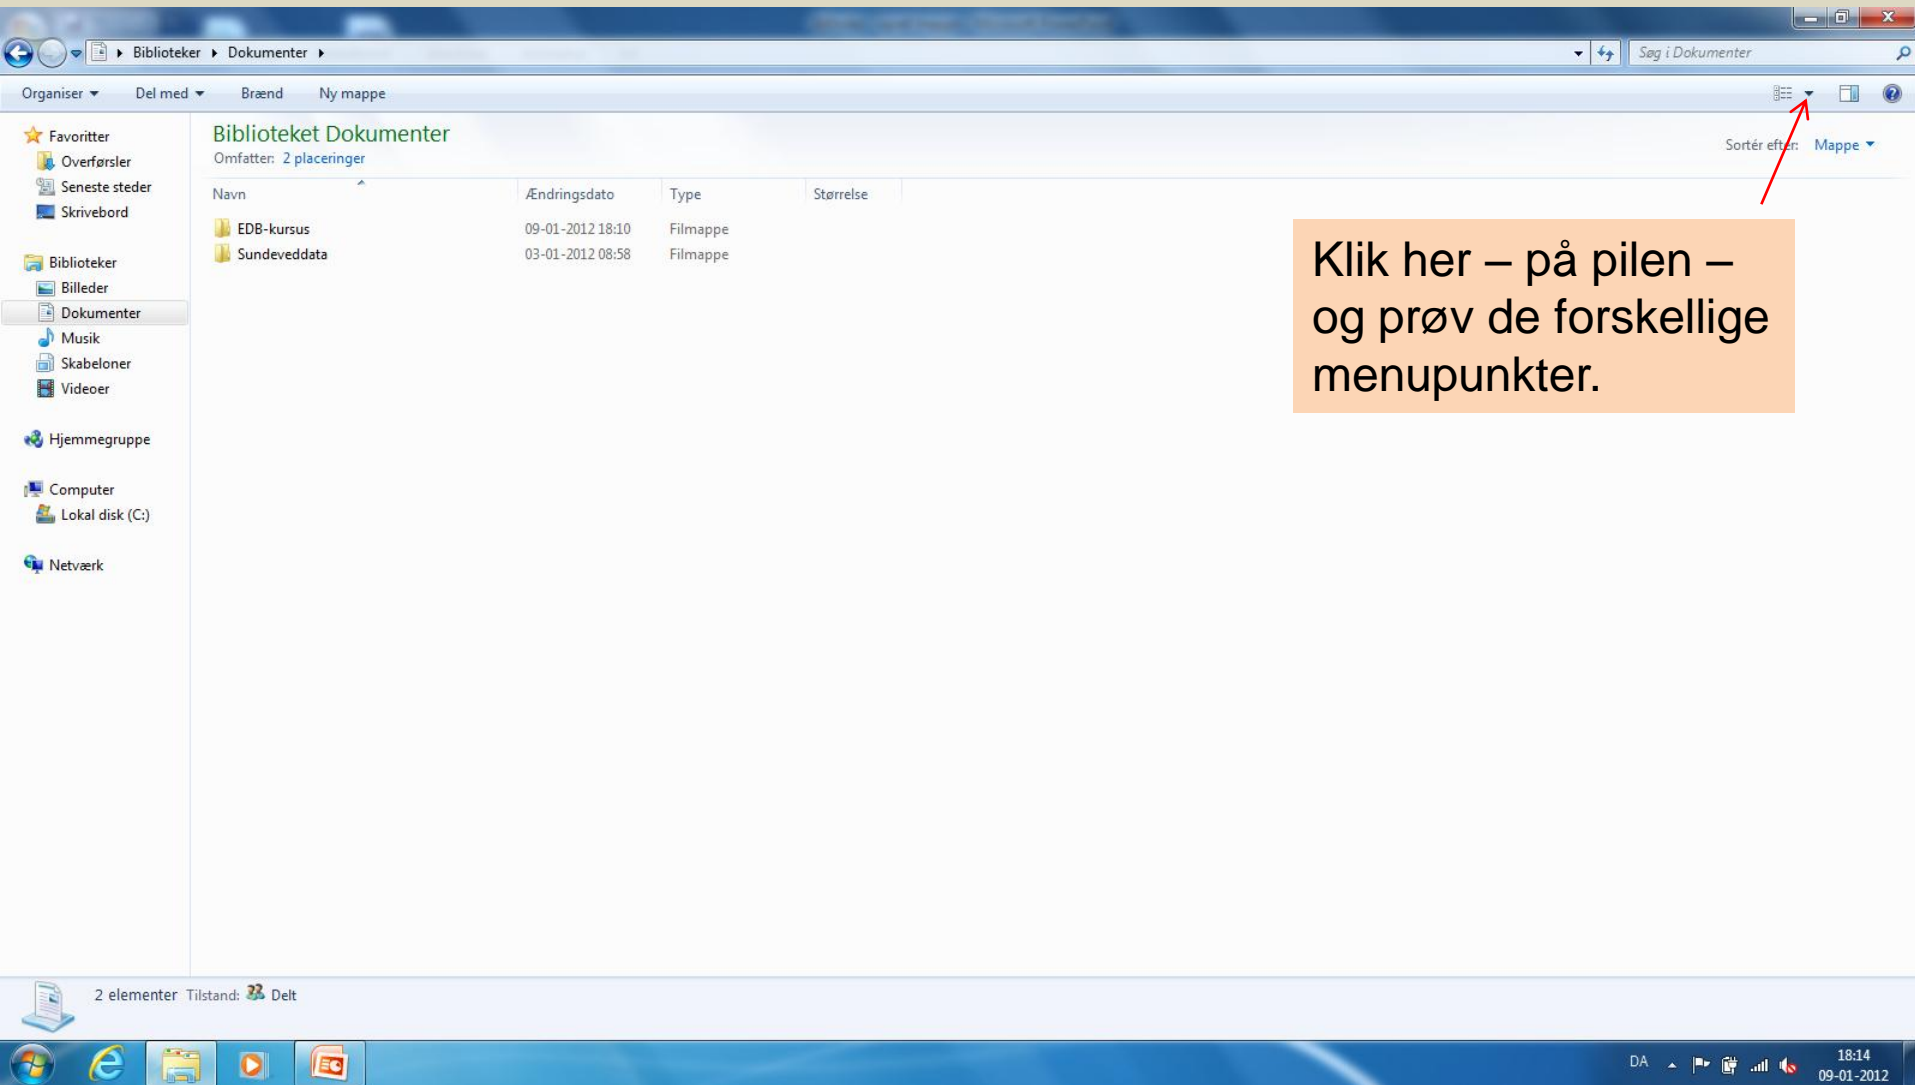 Biblioteker Dokumenter
Søg i Dokumenter
Organiser Del med Brænd Ny mappe
Favoritter
Overførsler
Seneste steder
Skrivebord
Biblioteker
Billeder
Dokumenter
Musik
Skabeloner
Videoer
Hjemmegruppe
Computer
Lokal disk (C:)
Netværk
Biblioteket Dokumenter
Omfatter: 2 placeringer
Sortér efter: Mappe
Navn Ændringsdato Type Størrelse
EDB-kursus 09-01-2012 18:10 Filmappe
Sundeveddata 03-01-2012 08:58 Filmappe
Klik her – på pilen –
og prøv de forskellige
menupunkter.
2 elementer Tilstand: Delt
DA
18:14
09-01-2012